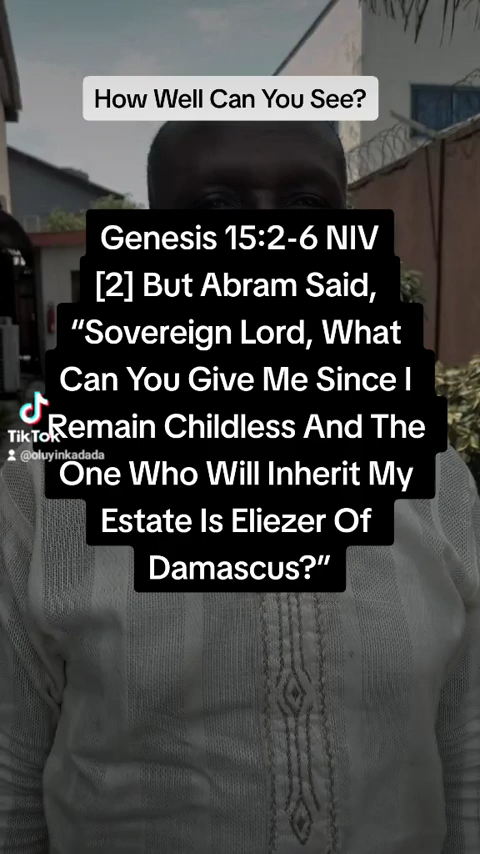 How Well Can You See?
Genesis 15:2-6 NIV
[2] But Abram Said,
“Sovereign Lord, What
Can You Give Me Since I
Remain Childless And The
One Who Will Inherit My
Estate Is Eliezer Of
Damascus?”
TikTok
@oluyinkadada